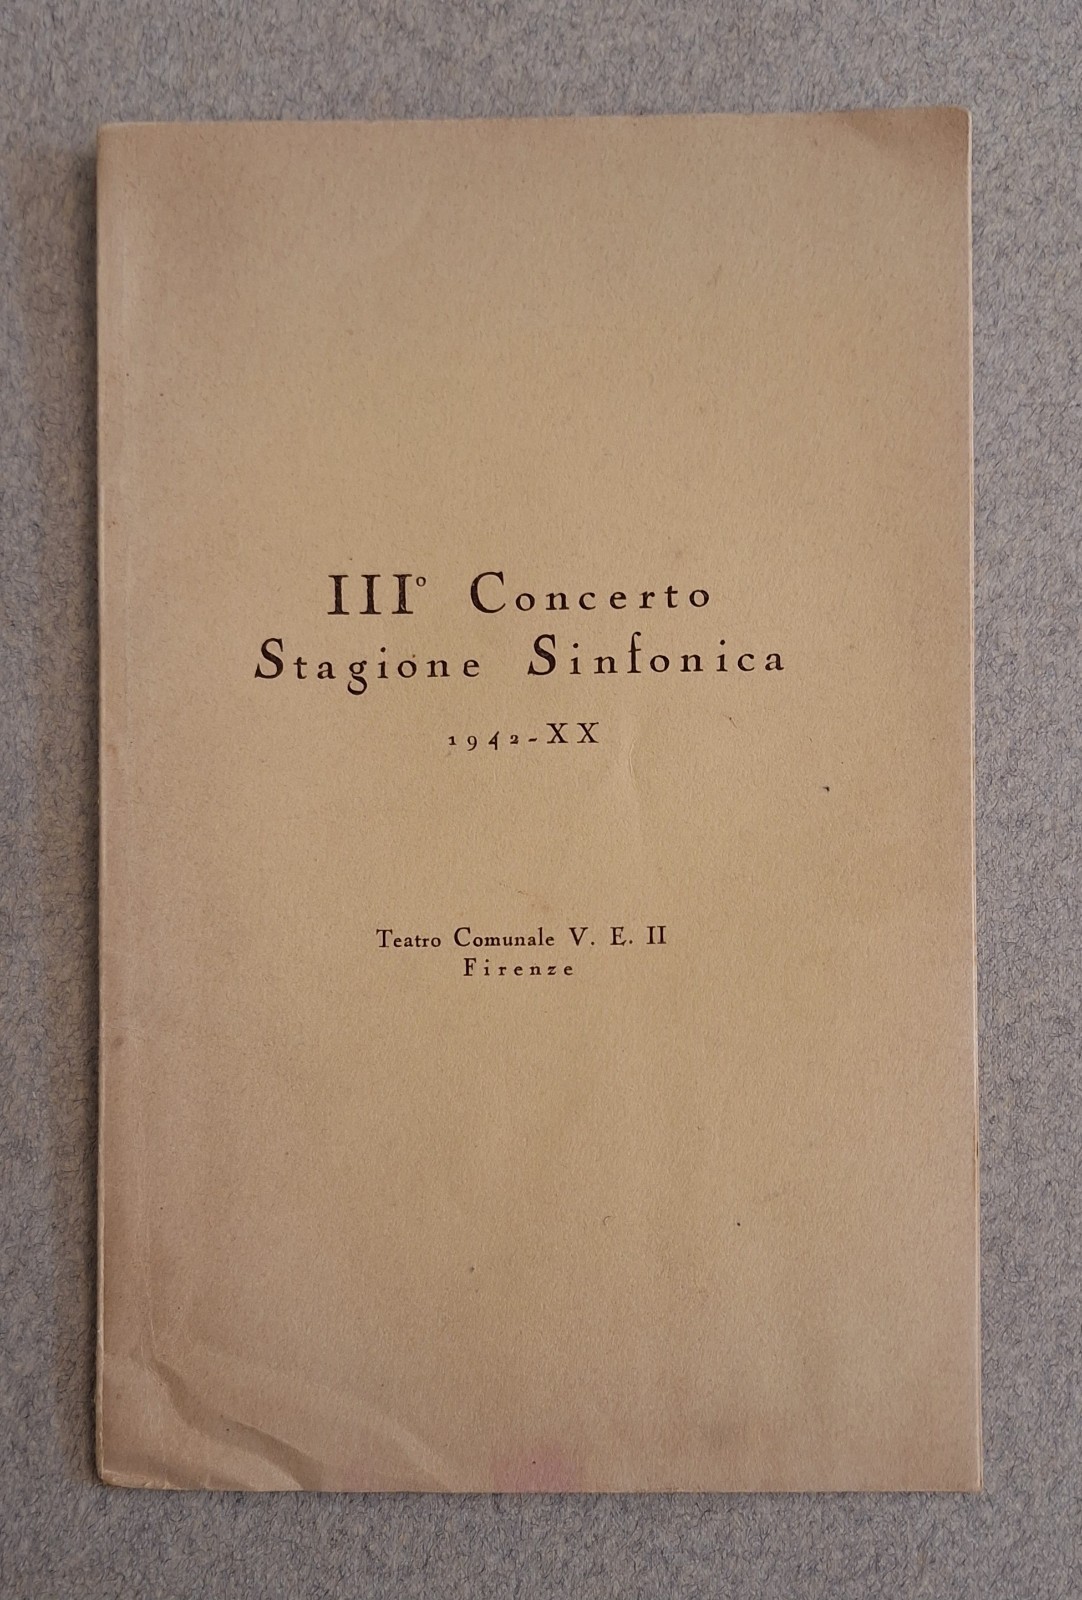 III° Concerto
Stagione Sinfonica
1942-XX
Teatro Comunale V. E. II
Firenze